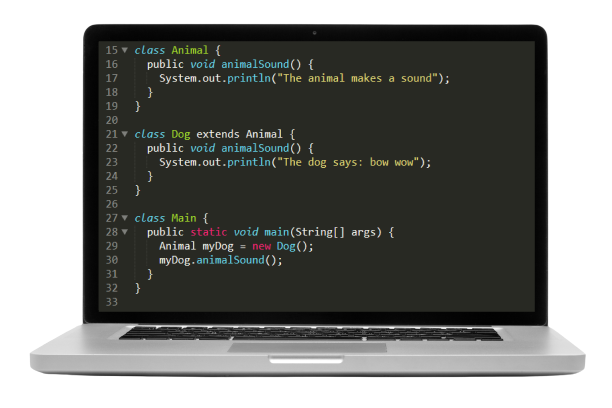 15 class Animal {
16 public void animalSound() {
17 System.out.println("The animal makes a sound");
18 }
19 }
20
21 class Dog extends Animal {
22 public void animalSound() {
23 System.out.println("The dog says: bow wow");
24 }
25 }
26
27 class Main {
28 public static void main(String[] args) {
29 Animal myDog = new Dog();
30 myDog.animalSound();
31 }
32 }
33